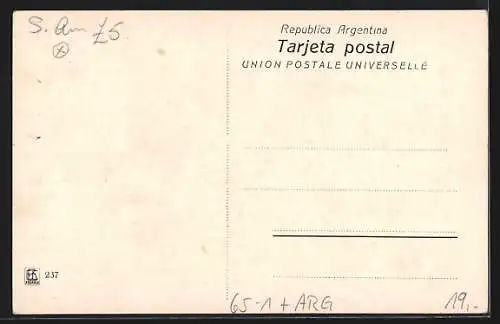 S. Am £5
Republica Argentina
Tarjeta postal
UNION POSTALE UNIVERSELLE
237
65-1 + ARG
19,-